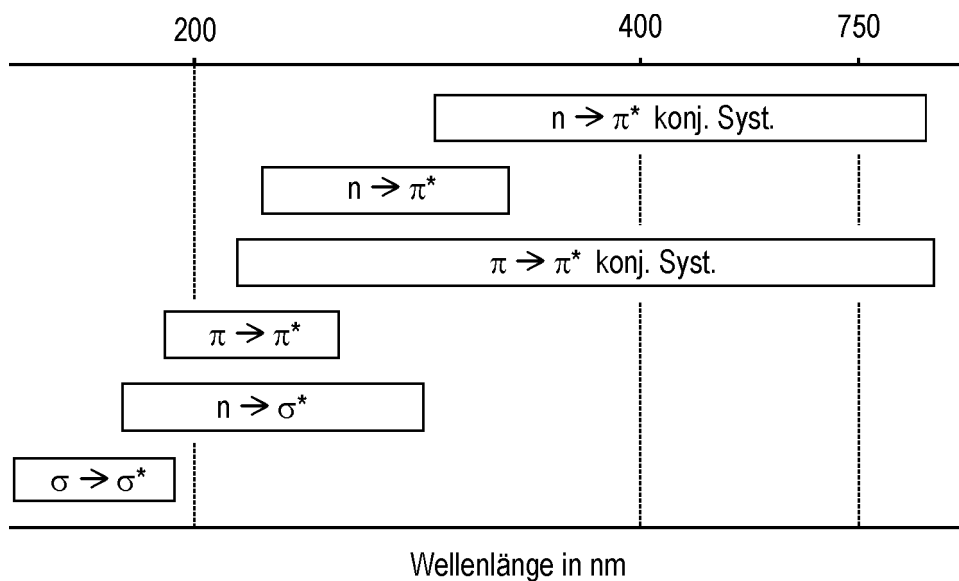 200 400 750
n → π* konj. Syst.
n → π*
π → π* konj. Syst.
π → π*
n → σ*
σ → σ*
Wellenlänge in nm